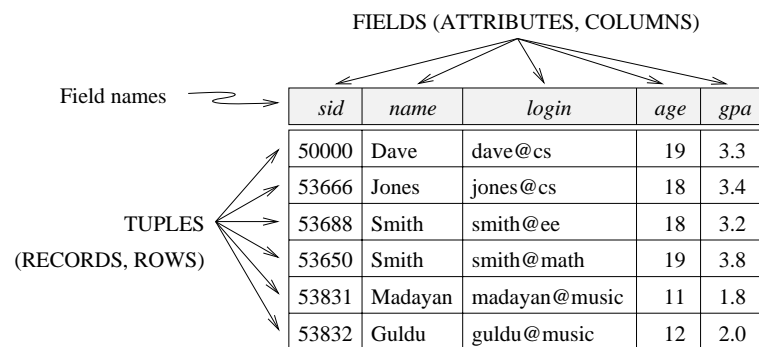 FIELDS (ATTRIBUTES, COLUMNS)
Field names
sid name login age gpa
50000 Dave dave@cs 19 3.3
53666 Jones jones@cs 18 3.4
53688 Smith smith@ee 18 3.2
TUPLES
(RECORDS, ROWS)
53650 Smith smith@math 19 3.8
53831 Madayan madayan@music 11 1.8
53832 Guldu guldu@music 12 2.0